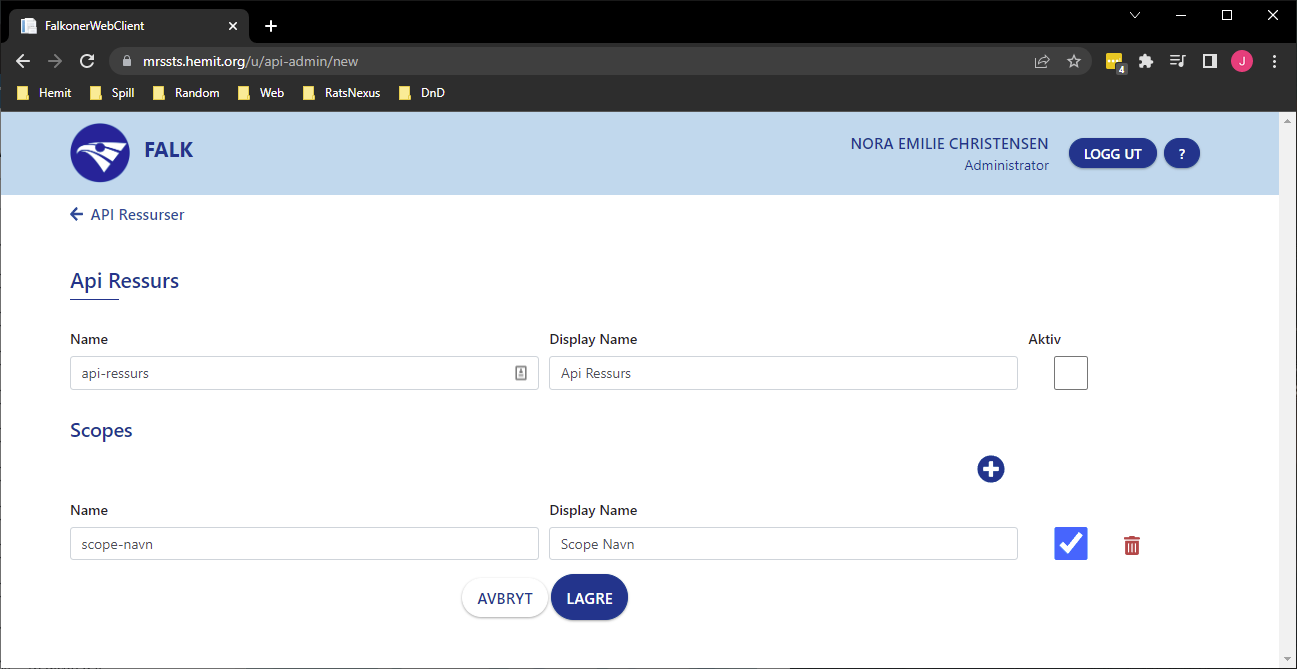 FalkonerWebClient
mrssts.hemit.org/u/api-admin/new
4
J
Hemit Spill Random Web RatsNexus DnD
FALK
NORA EMILIE CHRISTENSEN
Administrator
LOGG UT
?
API Ressurser
Api Ressurs
Name Display Name Aktiv
api-ressurs Api Ressurs
Scopes
Name Display Name
scope-navn Scope Navn
AVBRYT LAGRE